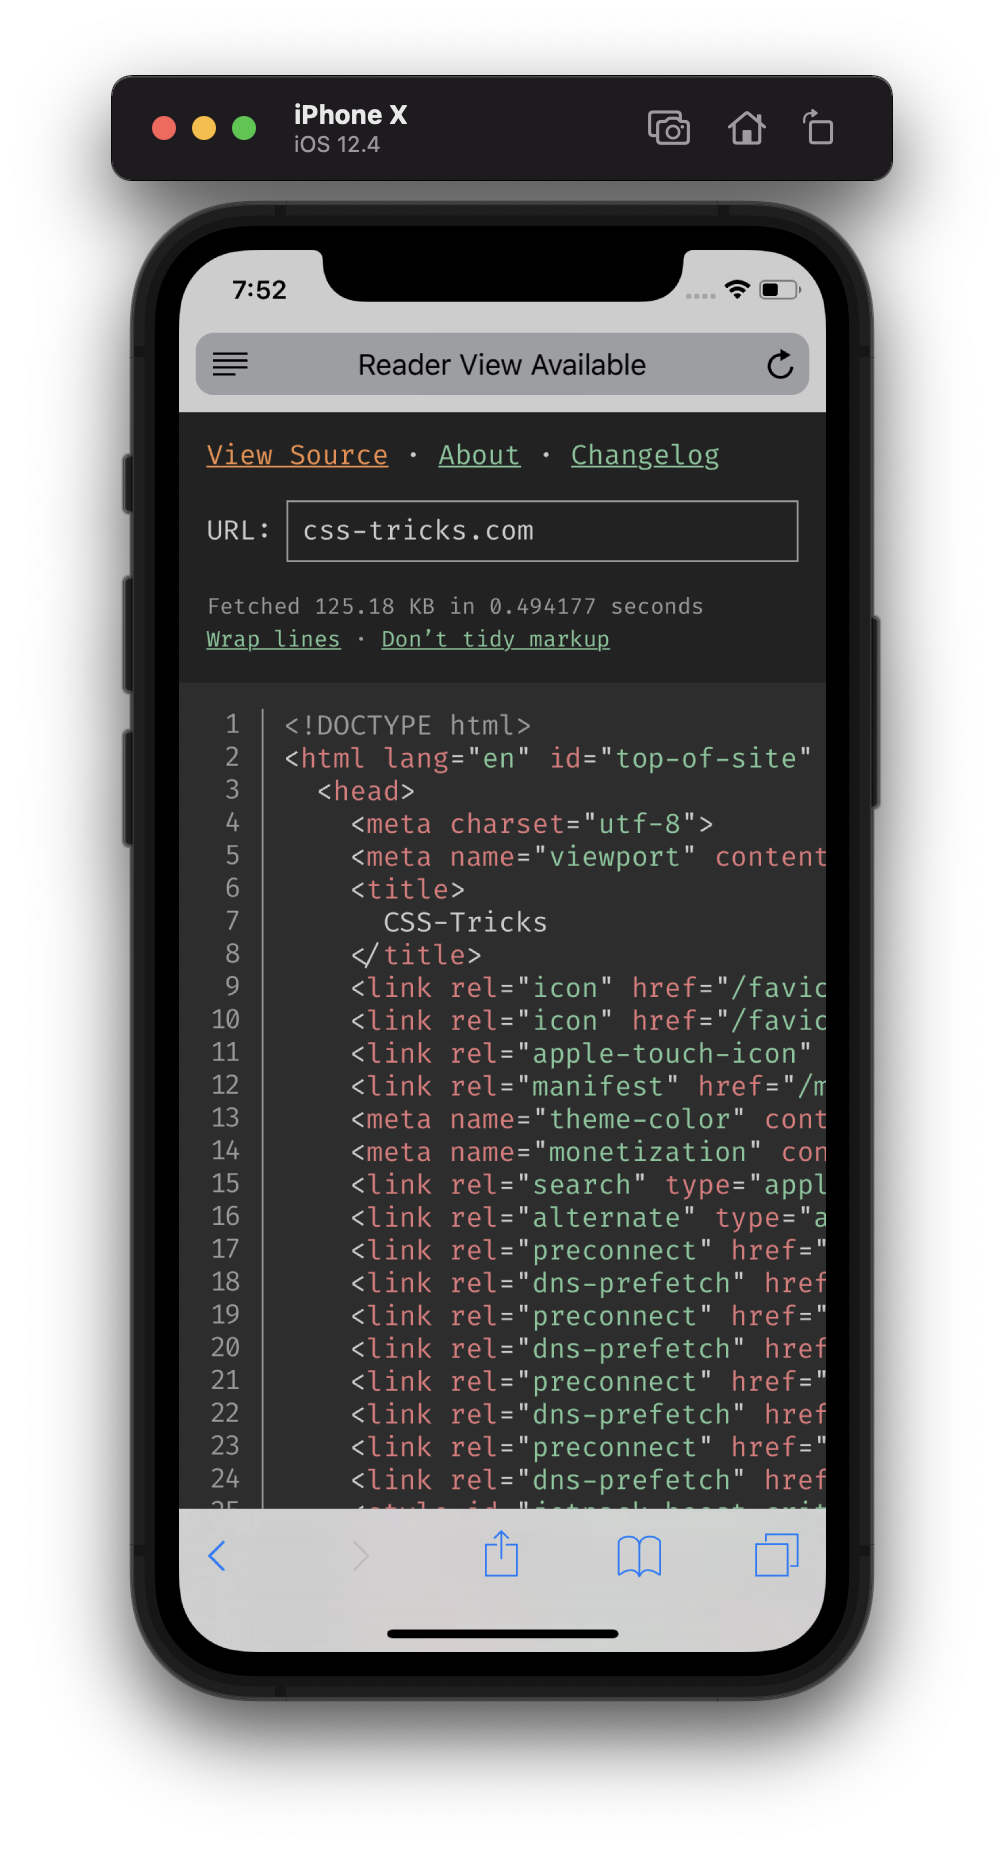 iPhone X
iOS 12.4
7:52
Reader View Available
View Source · About · Changelog
URL: css-tricks.com
Fetched 125.18 KB in 0.494177 seconds
Wrap lines · Don’t tidy markup
1 <!DOCTYPE html>
2 <html lang="en" id="top-of-site"
3 <head>
4 <meta charset="utf-8">
5 <meta name="viewport" content
6 <title>
7 CSS-Tricks
8 </title>
9 <link rel="icon" href="/favic
10 <link rel="icon" href="/favic
11 <link rel="apple-touch-icon"
12 <link rel="manifest" href="/m
13 <meta name="theme-color" cont
14 <meta name="monetization" con
15 <link rel="search" type="appl
16 <link rel="alternate" type="a
17 <link rel="preconnect" href="
18 <link rel="dns-prefetch" href
19 <link rel="preconnect" href="
20 <link rel="dns-prefetch" href
21 <link rel="preconnect" href="
22 <link rel="dns-prefetch" href
23 <link rel="preconnect" href="
24 <link rel="dns-prefetch" href